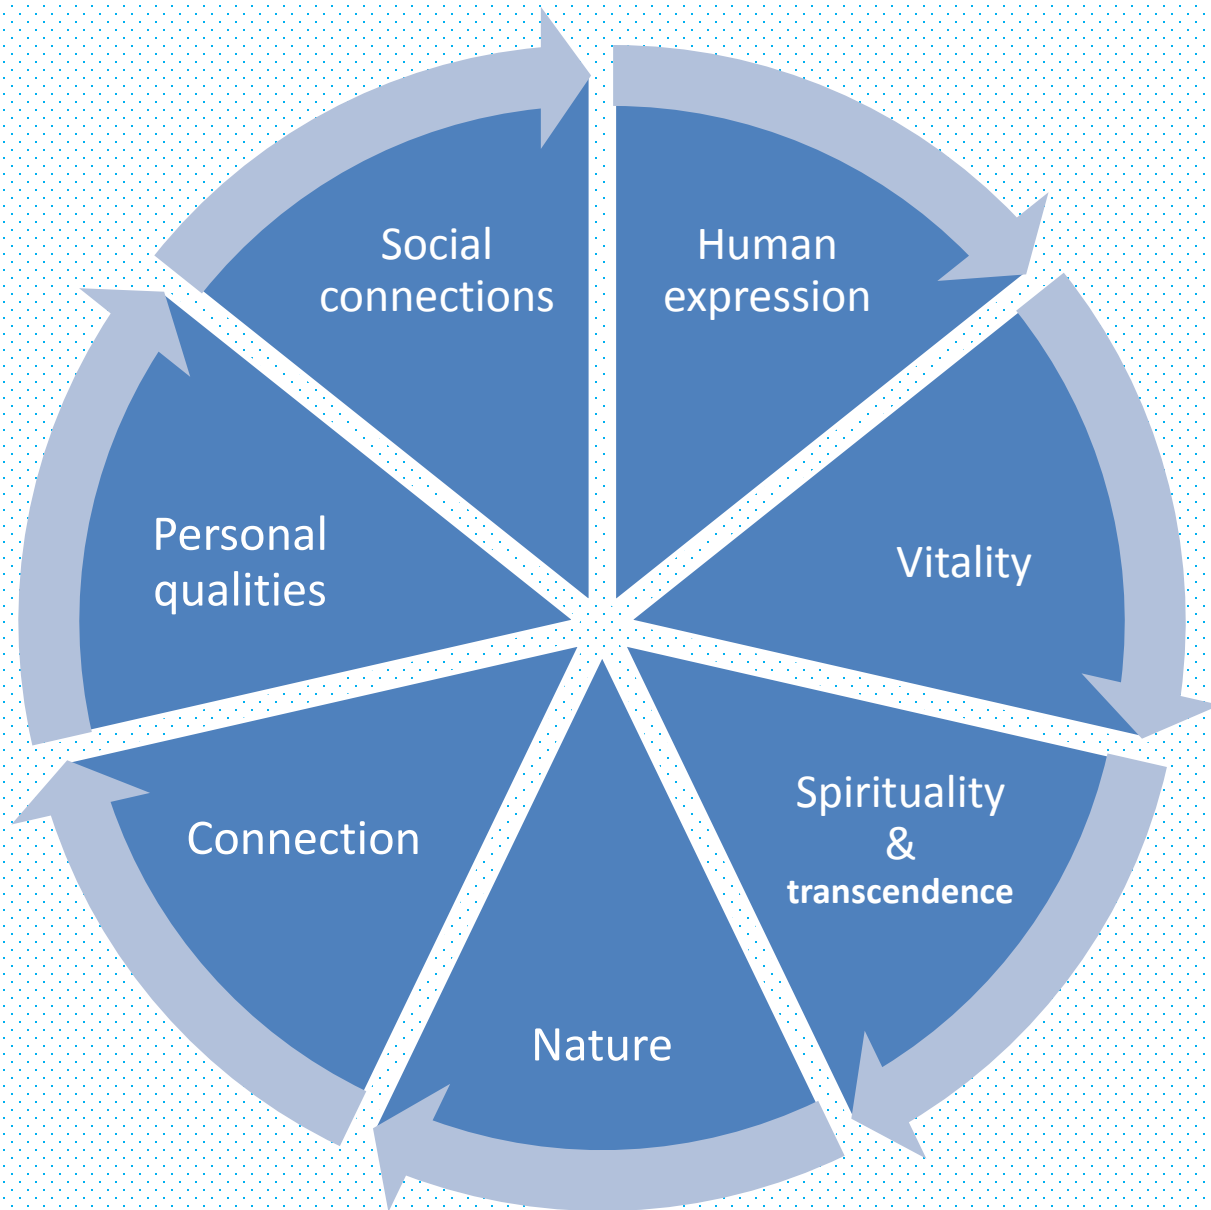 Social
connections
Human
expression
Personal
qualities
Vitality
Spirituality
&
transcendence
Connection
Nature